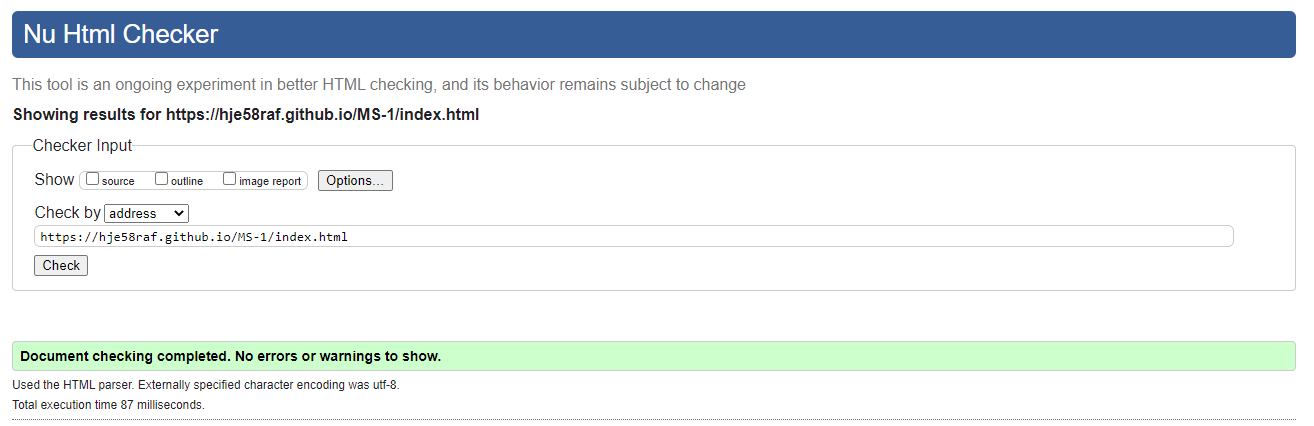 Nu Html Checker
This tool is an ongoing experiment in better HTML checking, and its behavior remains subject to change
Showing results for https://hje58raf.github.io/MS-1/index.html
Checker Input
Show source outline image report Options...
Check by address
https://hje58raf.github.io/MS-1/index.html
Check
Document checking completed. No errors or warnings to show.
Used the HTML parser. Externally specified character encoding was utf-8.
Total execution time 87 milliseconds.